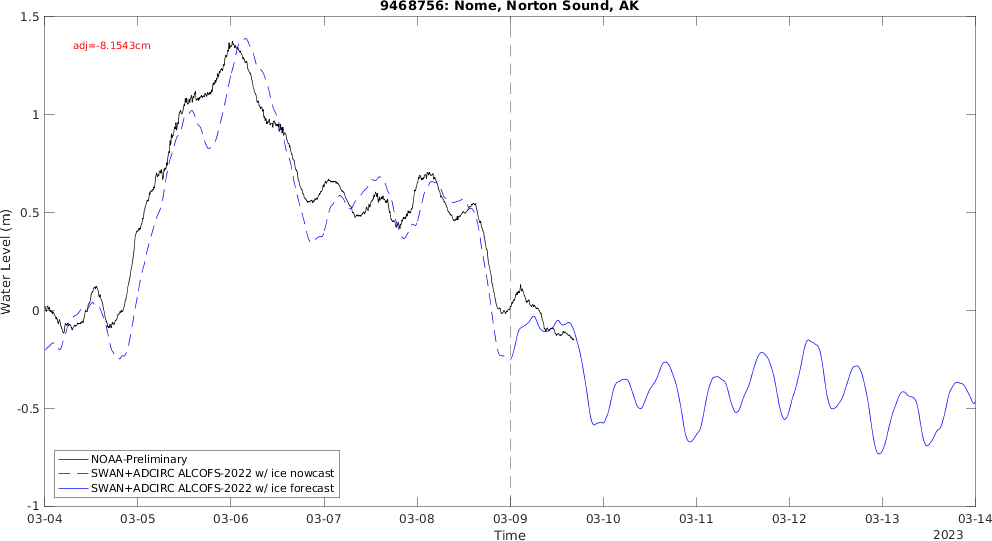 9468756: Nome, Norton Sound, AK
adj=-8.1543cm
Water Level (m)
1.5
1
0.5
0
-0.5
-1
NOAA-Preliminary
SWAN+ADCIRC ALCOFS-2022 w/ ice nowcast
SWAN+ADCIRC ALCOFS-2022 w/ ice forecast
03-04 03-05 03-06 03-07 03-08 03-09 03-10 03-11 03-12 03-13 03-14
Time
2023